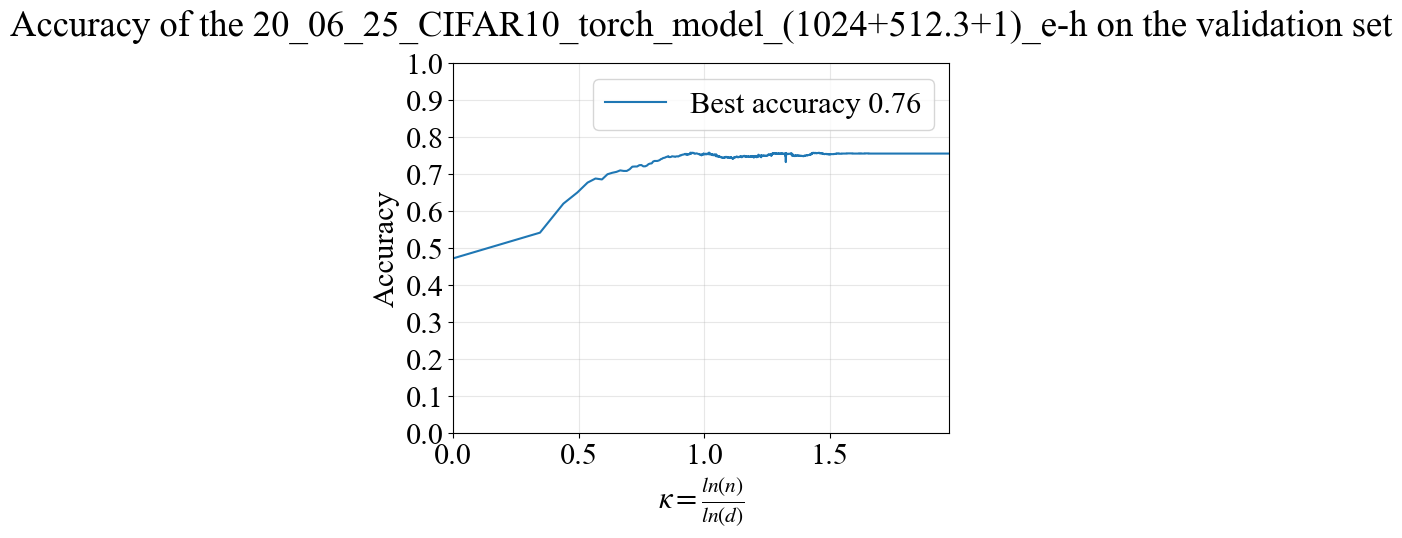 Accuracy of the 20_06_25_CIFAR10_torch_model_(1024+512.3+1)_e-h on the validation set
1.0
0.9
0.8
0.7
0.6
0.5
0.4
0.3
0.2
0.1
0.0
Accuracy
Best accuracy 0.76
0.0 0.5 1.0 1.5
κ = ln(n) / ln(d)